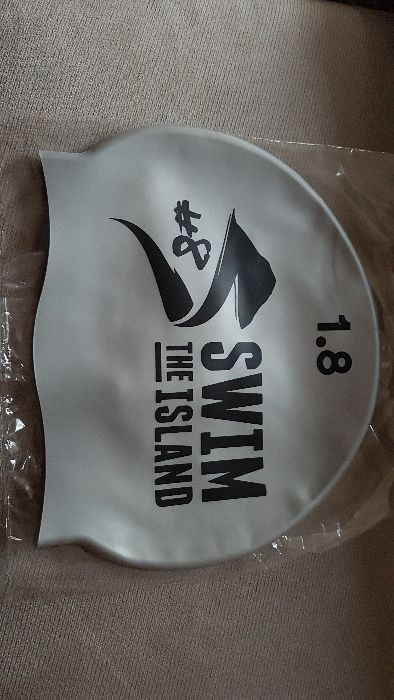 1.8
#8
SWIM
THE ISLAND